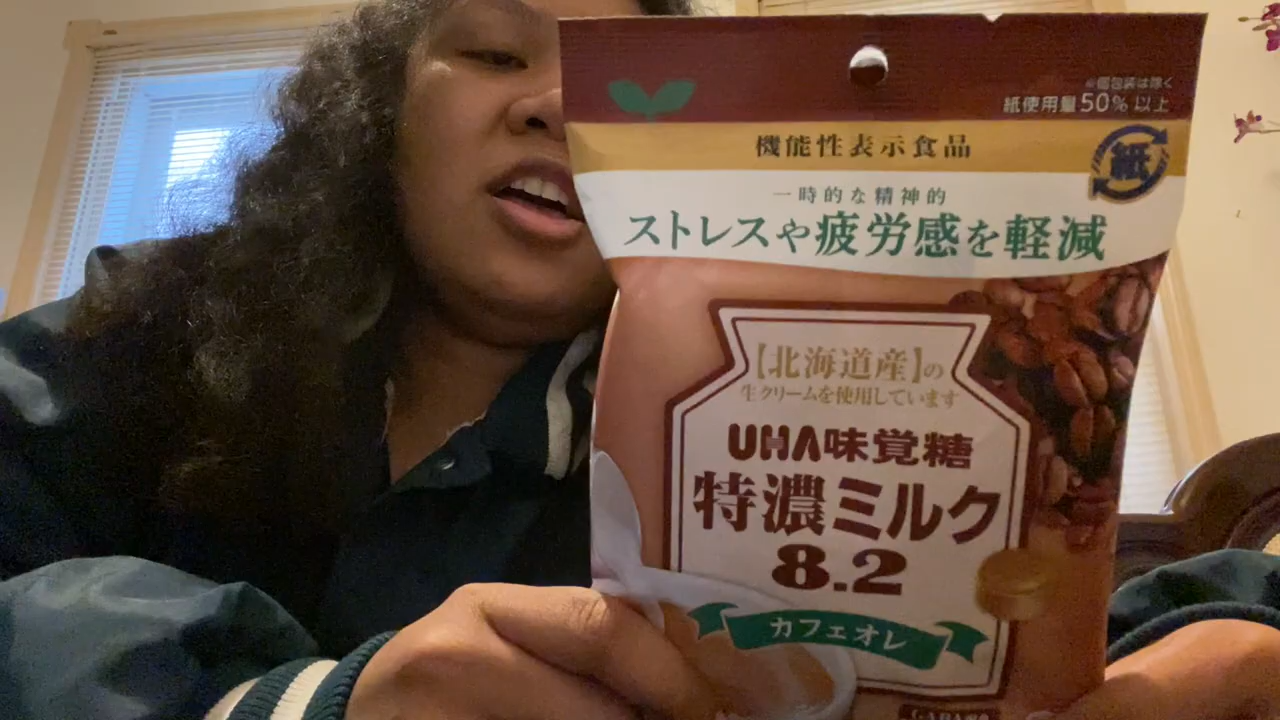 ※個包装は除く
紙使用量50%以上
機能性表示食品
紙
一時的な精神的
ストレスや疲労感を軽減
【北海道産】の
生クリームを使用しています
UHA味覚糖
特濃ミルク
8.2
カフェオレ